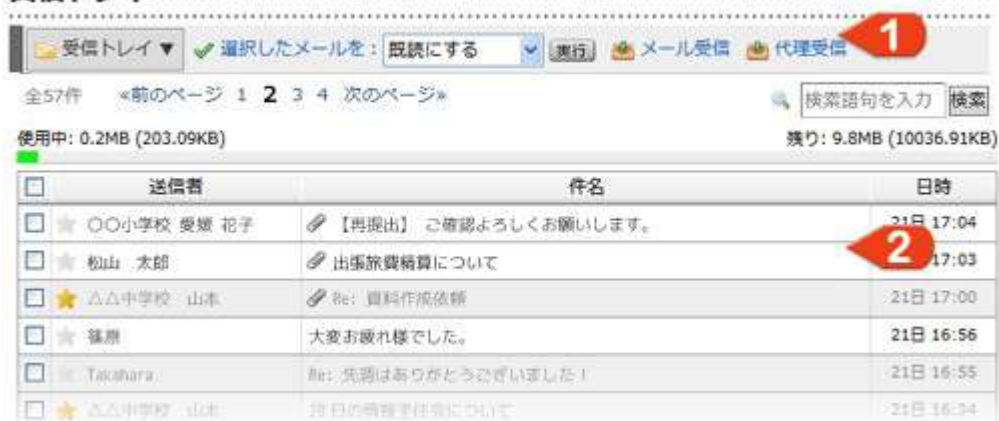 受信トレイ ▼ 選択したメールを： 既読にする 実行 メール受信 代理受信 1
全57件 «前のページ 1 2 3 4 次のページ» 検索語句を入力 検索
使用中: 0.2MB (203.09KB) 残り: 9.8MB (10036.91KB)
送信者 件名 日時
〇〇小学校 愛媛 花子 【再提出】 ご確認よろしくお願いします。 21日 17:04
松山 太郎 出張旅費精算について 17:03
2
△△中学校 山本 Re: 資料作成依頼 21日 17:00
篠原 大変お疲れ様でした。 21日 16:56
Takahara Re: 先週はありがとうございました！ 21日 16:55
△△中学校 山本 21日 16:34